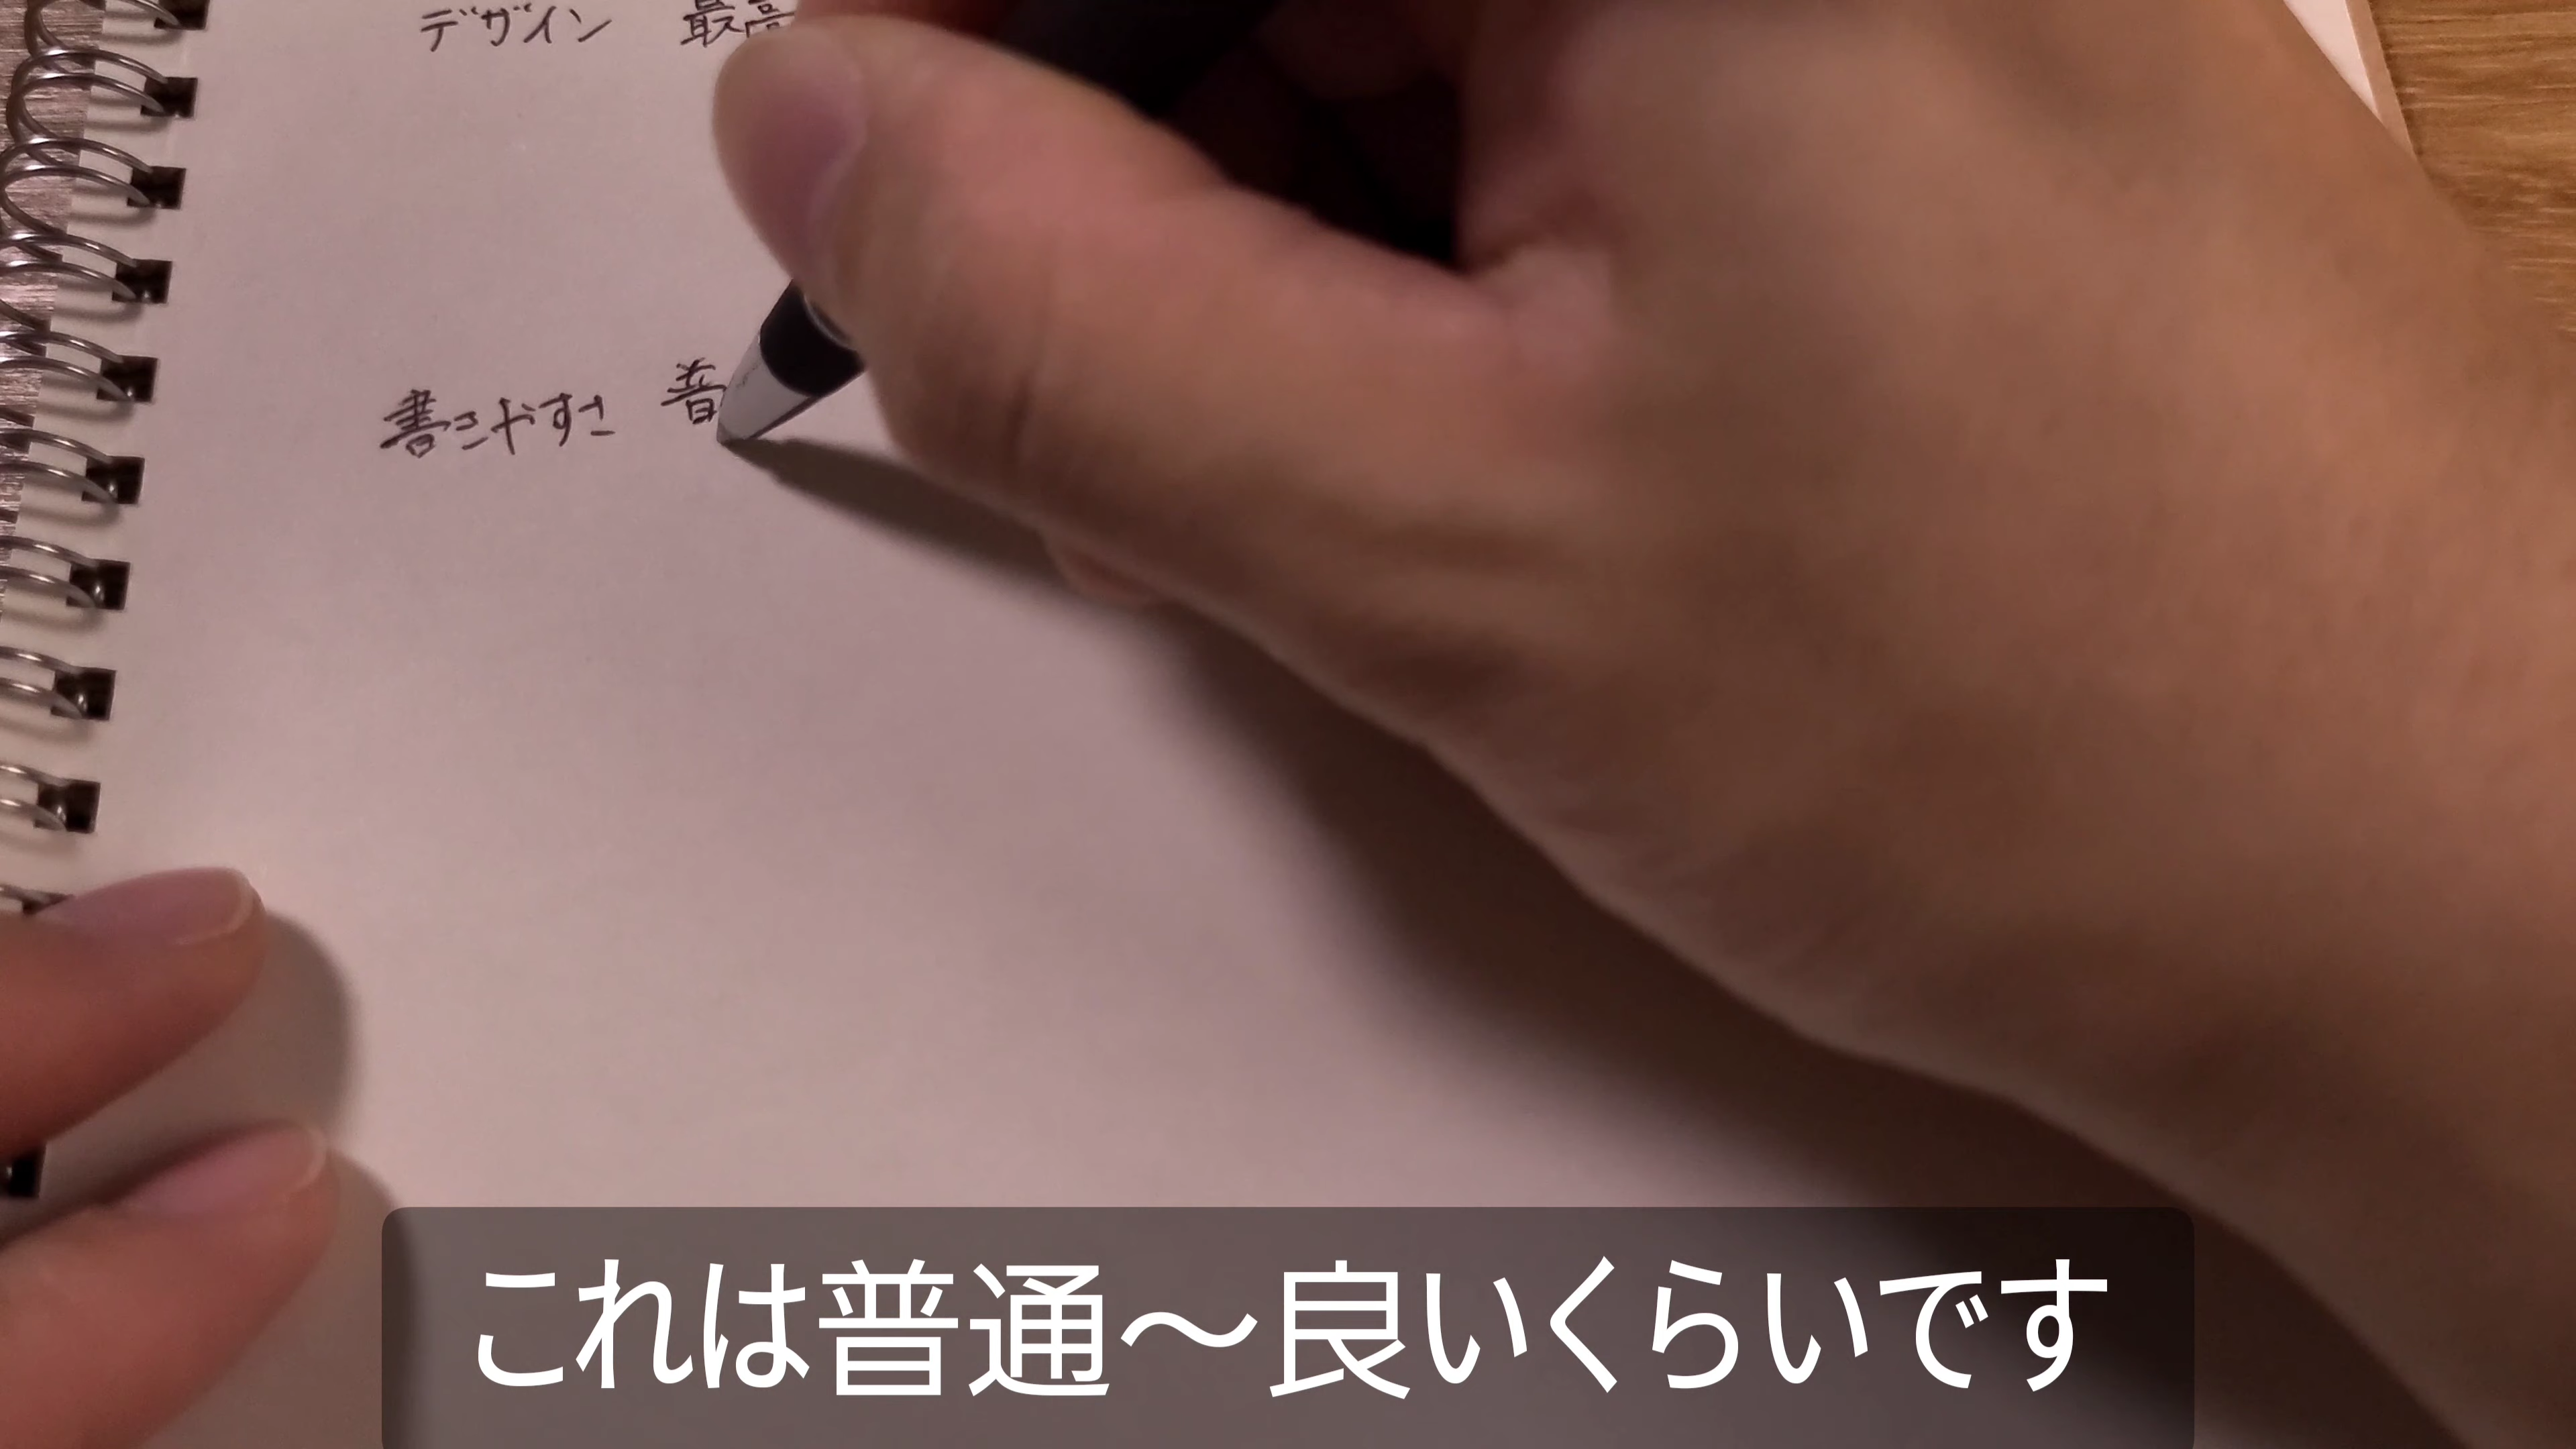 デザイン 最高
書きやすさ 普
これは普通～良いくらいです